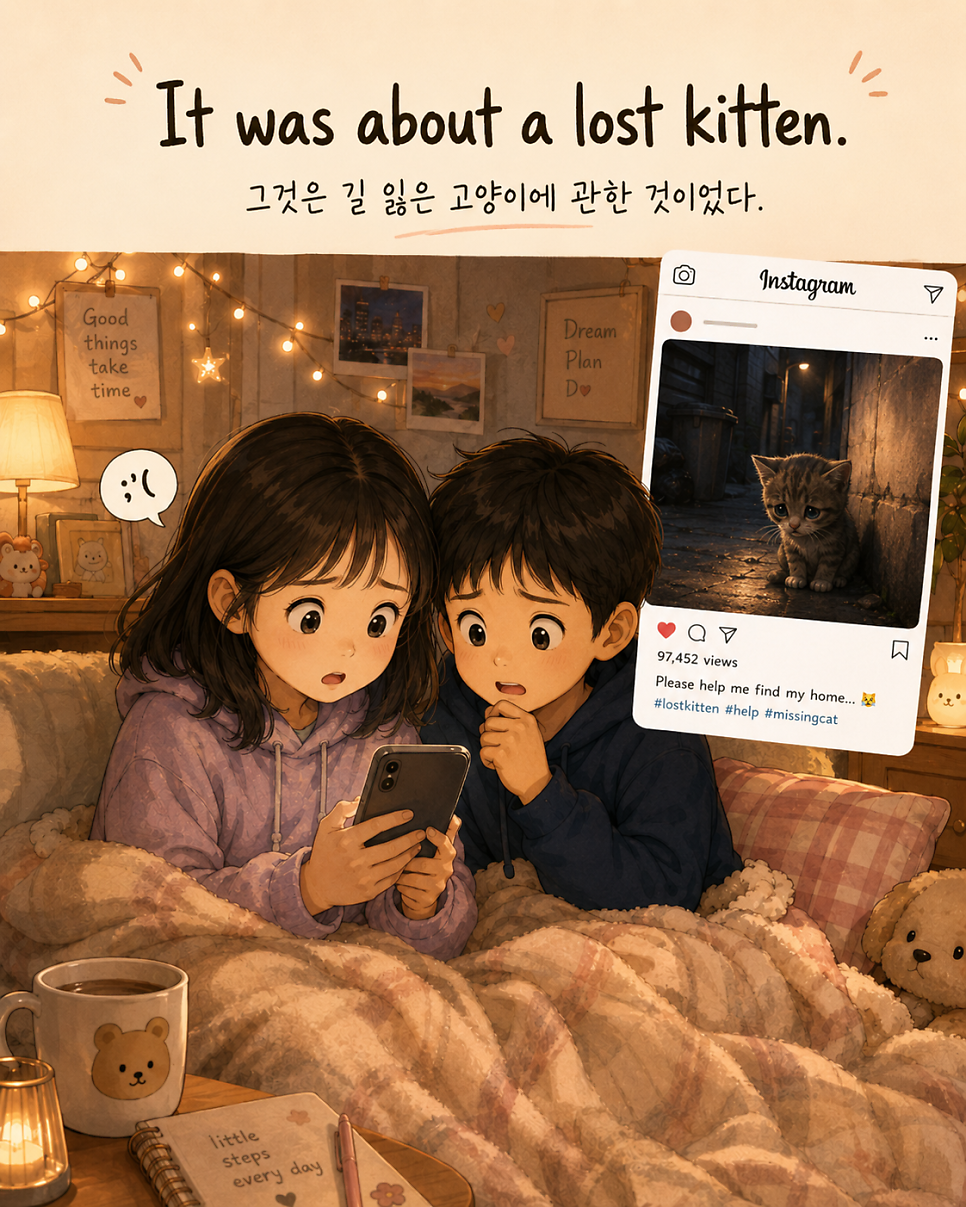 It was about a lost kitten.
그것은 길 잃은 고양이에 관한 것이었다.
Good
things
take
time
Dream
Plan
D
Instagram
97,452 views
Please help me find my home... 😿
#lostkitten #help #missingcat
;:(
little
steps
every day